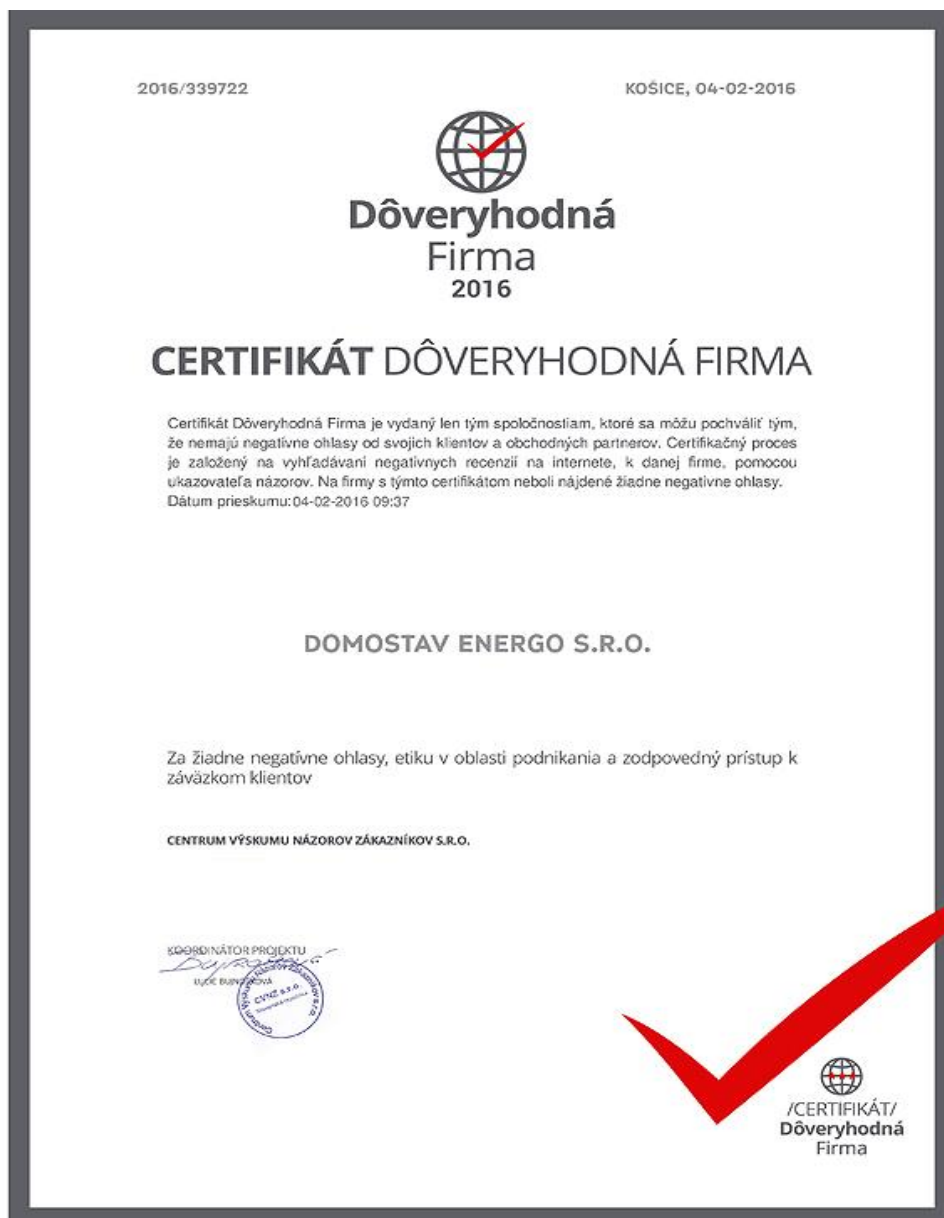 2016/339722
KOŠICE, 04-02-2016
Dôveryhodná
Firma
2016
CERTIFIKÁT DÔVERYHODNÁ FIRMA
Certifikát Dôveryhodná Firma je vydaný len tým spoločnostiam, ktoré sa môžu pochváliť tým,
že nemajú negatívne ohlasy od svojich klientov a obchodných partnerov. Certifikačný proces
je založený na vyhľadávaní negatívnych recenzií na internete, k danej firme, pomocou
ukazovateľa názorov. Na firmy s týmto certifikátom neboli nájdené žiadne negatívne ohlasy.
Dátum prieskumu: 04-02-2016 09:37
DOMOSTAV ENERGO S.R.O.
Za žiadne negatívne ohlasy, etiku v oblasti podnikania a zodpovedný prístup k
záväzkom klientov
CENTRUM VÝSKUMU NÁZOROV ZÁKAZNÍKOV S.R.O.
KOORDINÁTOR PROJEKTU
Centrum Výskumu Názorov Zákazníkov s.r.o.
CVNZ s.r.o.
/CERTIFIKÁT/
Dôveryhodná
Firma